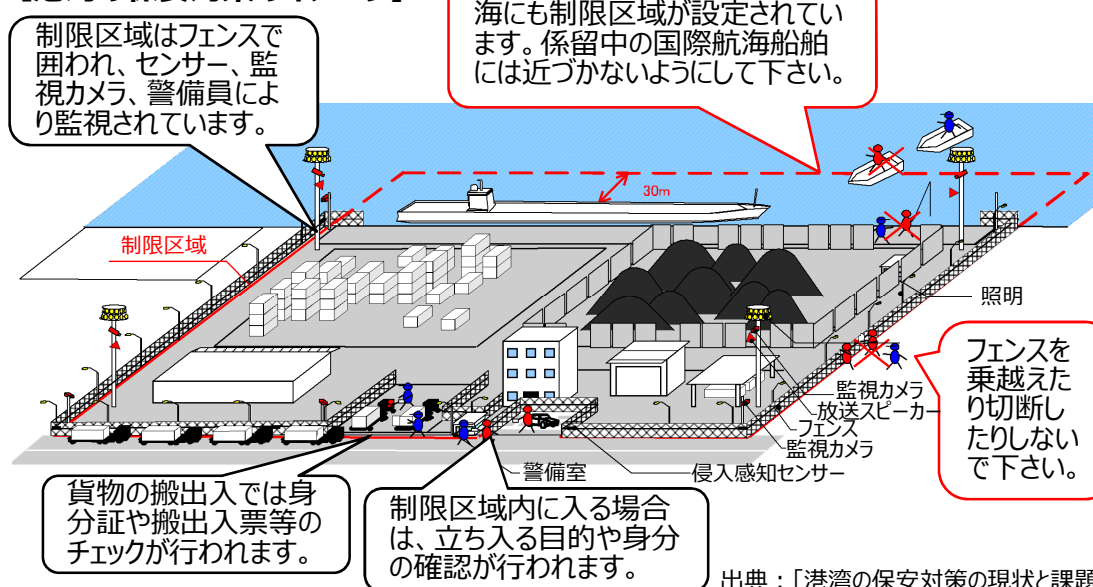 制限区域はフェンスで
囲われ、センサー、監
視カメラ、警備員によ
り監視されています。
海にも制限区域が設定されてい
ます。係留中の国際航海船舶
には近づかないようにして下さい。
30m
制限区域
照明
フェンスを
乗越えた
り切断し
たりしない
で下さい。
監視カメラ
放送スピーカー
フェンス
監視カメラ
侵入感知センサー
警備室
貨物の搬出入では身
分証や搬出入票等の
チェックが行われます。
制限区域内に入る場合
は、立ち入る目的や身分
の確認が行われます。
出典：「港湾の保安対策の現状と課題